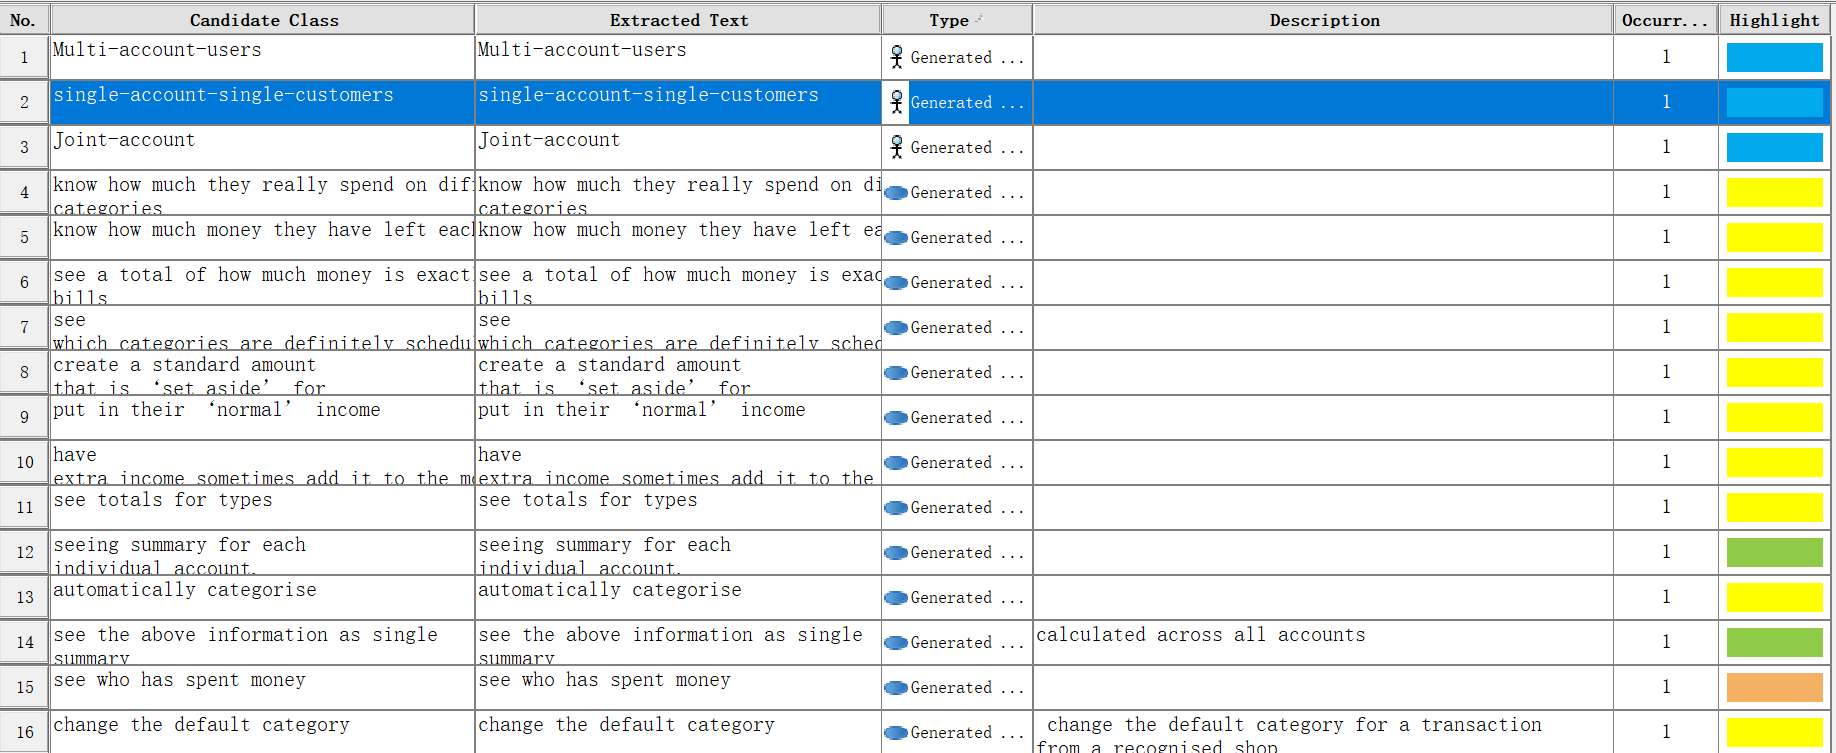 No. Candidate Class Extracted Text Type Description Occurr... Highlight
1 Multi-account-users Multi-account-users Generated ... 1
2 single-account-single-customers single-account-single-customers Generated ... 1
3 Joint-account Joint-account Generated ... 1
4 know how much they really spend on dif know how much they really spend on di Generated ... 1
categories categories
5 know how much money they have left eac know how much money they have left ea Generated ... 1
6 see a total of how much money is exact see a total of how much money is exac Generated ... 1
bills bills
7 see see Generated ... 1
which categories are definitely schedu which categories are definitely sched
8 create a standard amount create a standard amount Generated ... 1
that is ‘set aside’ for that is ‘set aside’ for
9 put in their ‘normal’ income put in their ‘normal’ income Generated ... 1
10 have have Generated ... 1
extra income sometimes add it to the mo extra income sometimes add it to the
11 see totals for types see totals for types Generated ... 1
12 seeing summary for each seeing summary for each Generated ... 1
individual account. individual account.
13 automatically categorise automatically categorise Generated ... 1
14 see the above information as single see the above information as single Generated ... calculated across all accounts 1
summary summary
15 see who has spent money see who has spent money Generated ... 1
16 change the default category change the default category Generated ... change the default category for a transaction 1
from a recognised shop